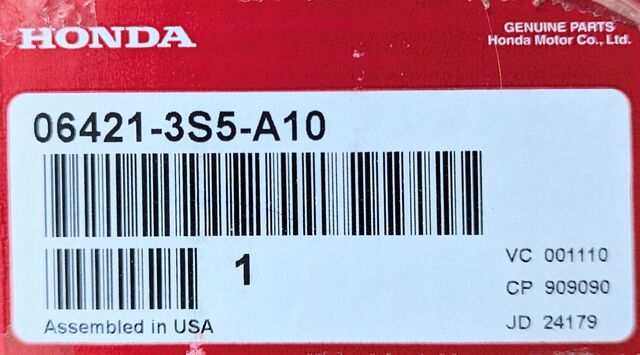 HONDA
GENUINE PARTS
Honda Motor Co., Ltd.
06421-3S5-A10
1
VC 001110
CP 909090
JD 24179
Assembled in USA